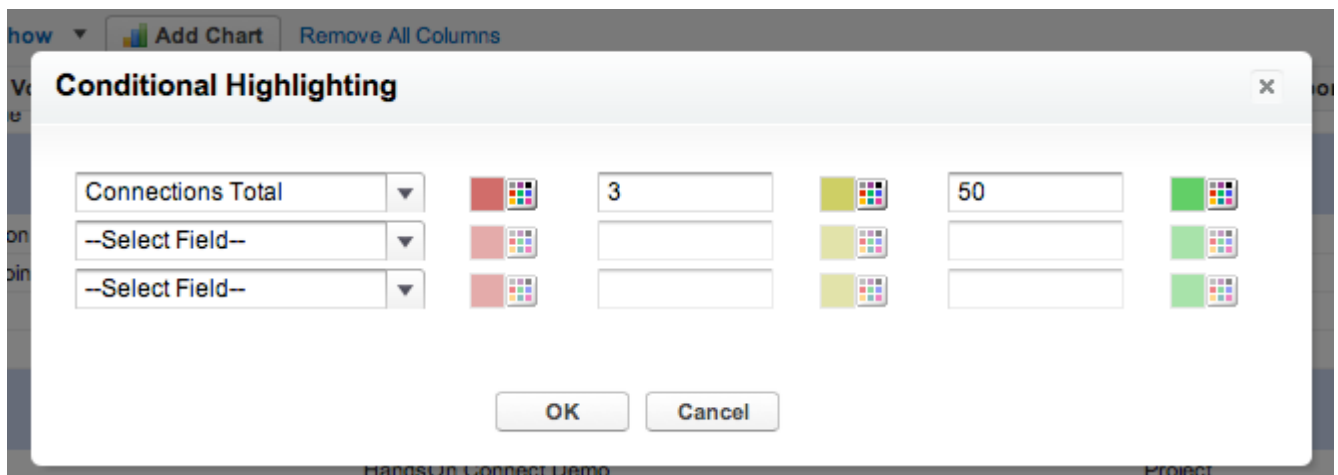 how Add Chart Remove All Columns
Conditional Highlighting
Connections Total 3 50
--Select Field--
--Select Field--
OK Cancel
HandsOn Connect Demo Project